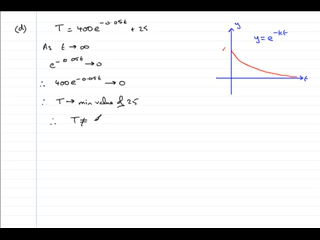 (d) T = 400e^{-0.05t} + 25
As t → ∞
e^{-0.05t} → 0
∴ 400e^{-0.05t} → 0
∴ T → min value of 25
∴ T ≠
y
y = e^{-kt}
t